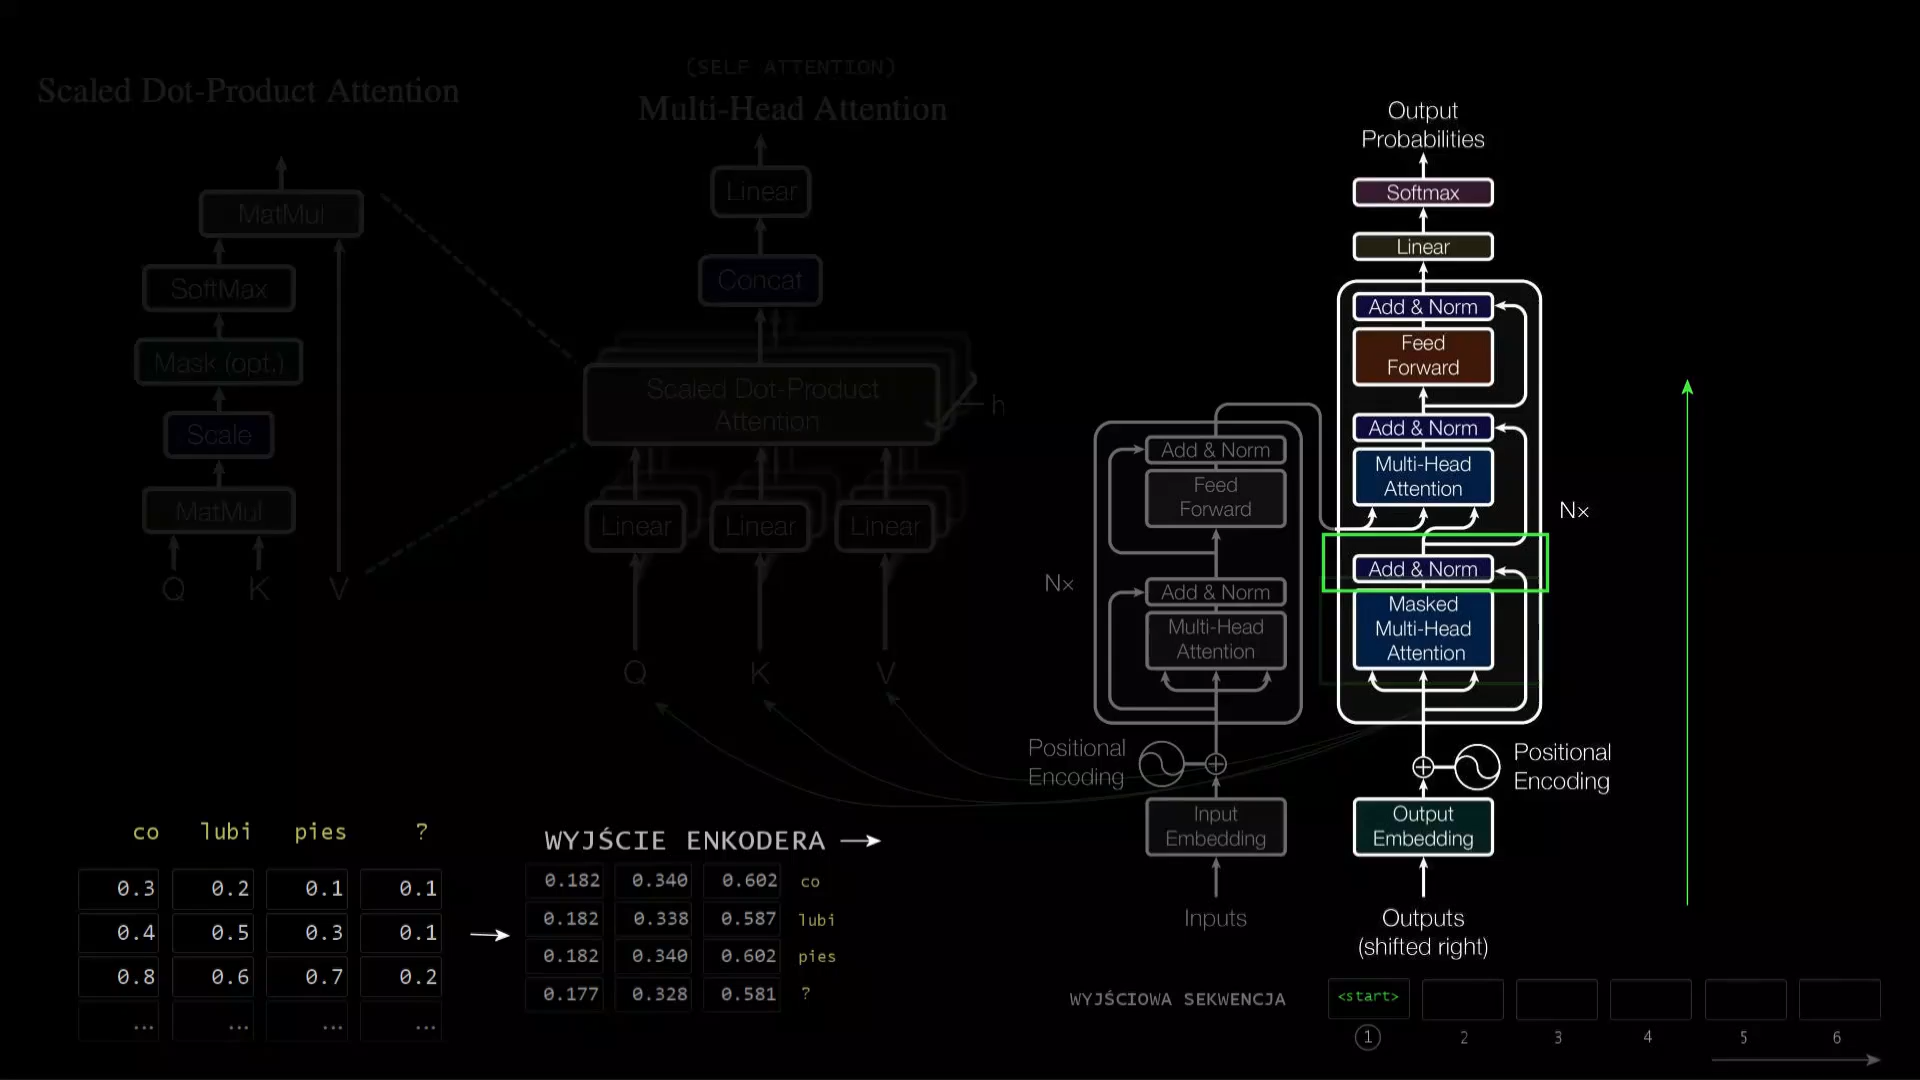 Scaled Dot-Product Attention
MatMul
SoftMax
Mask (opt.)
Scale
MatMul
Q K V
(SELF ATTENTION)
Multi-Head Attention
Linear
Concat
Scaled Dot-Product
Attention
h
Linear Linear Linear
Q K V
Output
Probabilities
Softmax
Linear
Add & Norm
Feed
Forward
Add & Norm
Multi-Head
Attention
N×
Add & Norm
Masked
Multi-Head
Attention
Positional
Encoding
Output
Embedding
Outputs
(shifted right)
Add & Norm
Feed
Forward
N×
Add & Norm
Multi-Head
Attention
Positional
Encoding
Input
Embedding
Inputs
co lubi pies ?
0.3 0.2 0.1 0.1
0.4 0.5 0.3 0.1
0.8 0.6 0.7 0.2
... ... ... ...
WYJŚCIE ENKODERA
0.182 0.340 0.602 co
0.182 0.338 0.587 lubi
0.182 0.340 0.602 pies
0.177 0.328 0.581 ?
WYJŚCIOWA SEKWENCJA <start>
1 2 3 4 5 6